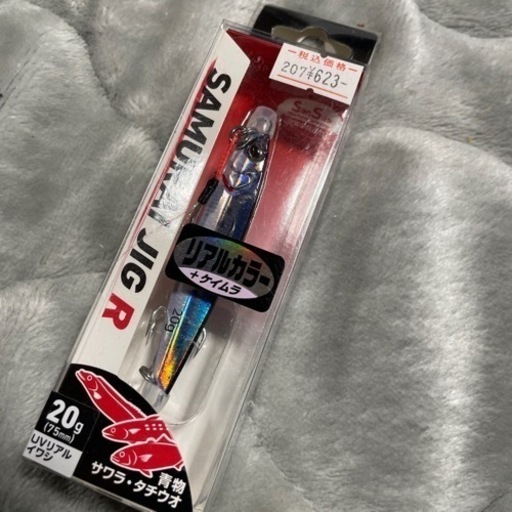 税込価格
207¥623-
SAMURAI JIG R
リアルカラー
+ケイムラ
20g
20g
(75mm)
UVリアル
イワシ
青物
サワラ・タチウオ